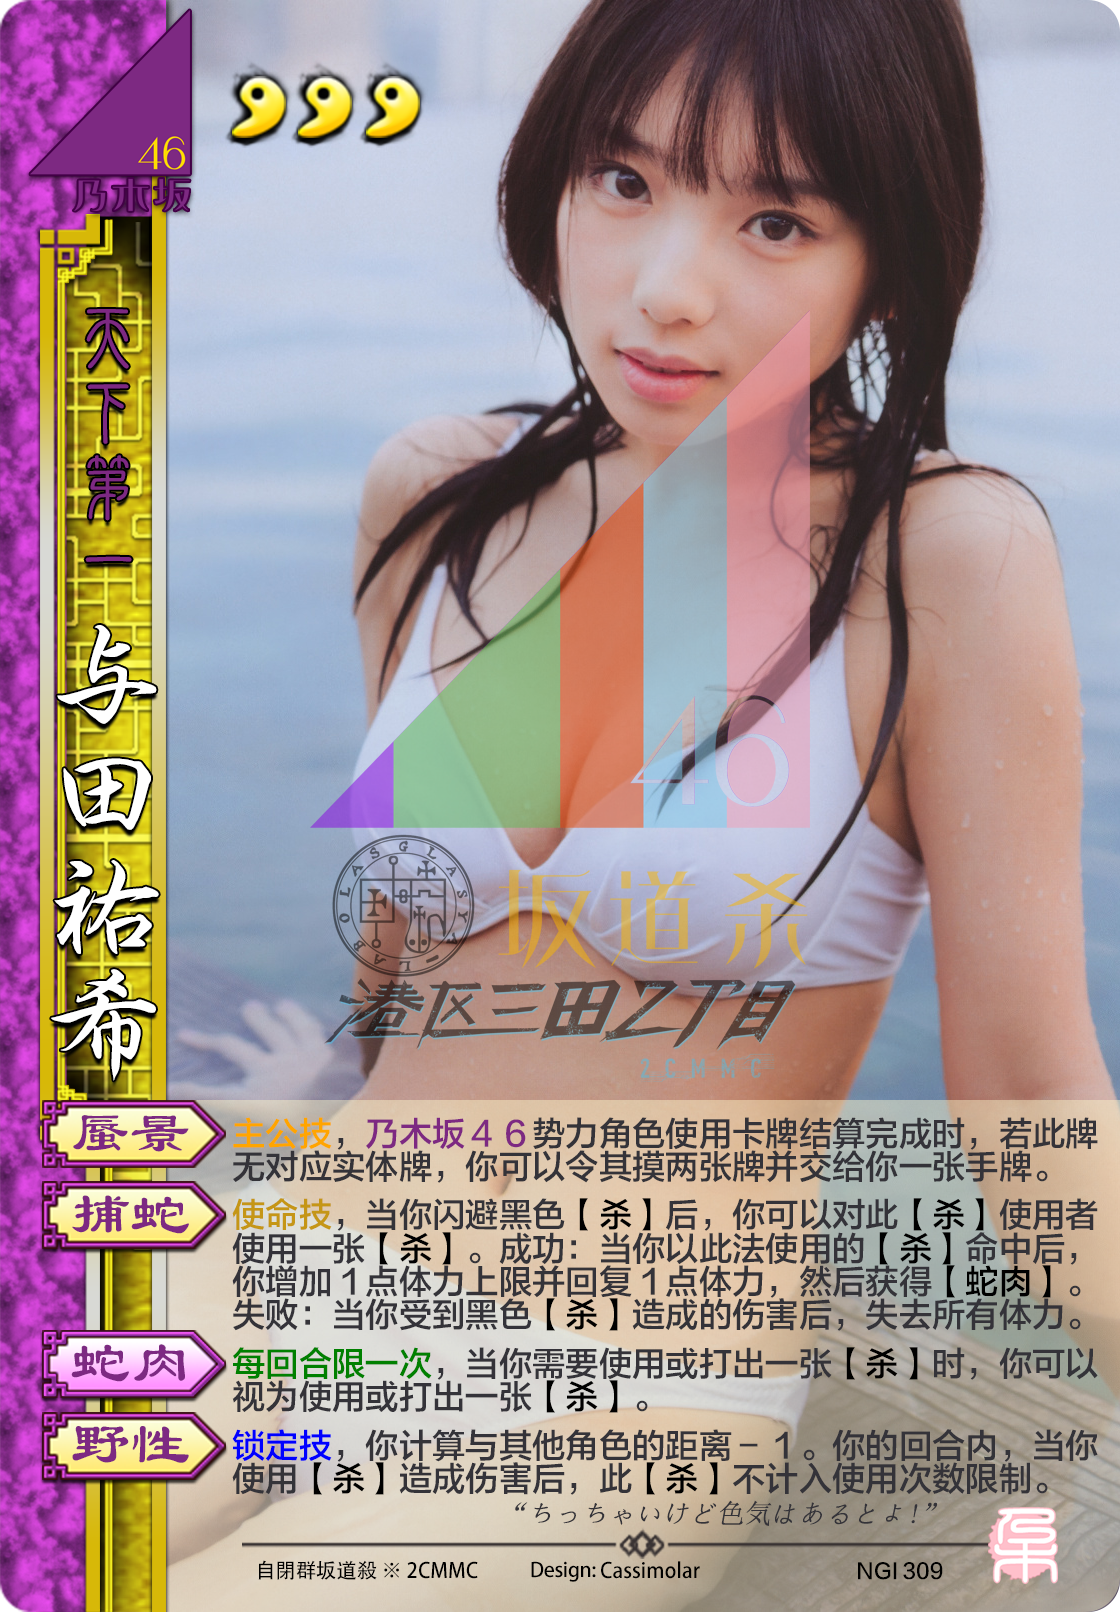 46
乃木坂
天下第一
与田祐希
46
GLASYA-LABOLAS
坂道杀
港区三田乙丁目
2.C.M-M-C
蜃景
主公技，乃木坂４６势力角色使用卡牌结算完成时，若此牌
无对应实体牌，你可以令其摸两张牌并交给你一张手牌。
捕蛇
使命技，当你闪避黑色【杀】后，你可以对此【杀】使用者
使用一张【杀】。成功：当你以此法使用的【杀】命中后，
你增加１点体力上限并回复１点体力，然后获得【蛇肉】。
失败：当你受到黑色【杀】造成的伤害后，失去所有体力。
蛇肉
每回合限一次，当你需要使用或打出一张【杀】时，你可以
视为使用或打出一张【杀】。
野性
锁定技，你计算与其他角色的距离－１。你的回合内，当你
使用【杀】造成伤害后，此【杀】不计入使用次数限制。
“ちっちゃいけど色気はあるとよ！”
自閉群坂道殺 ※ 2CMMC Design: Cassimolar NGI 309